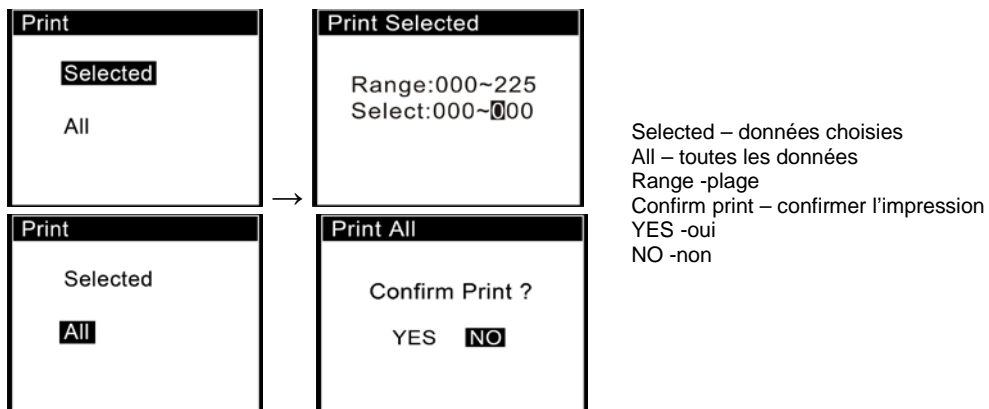 Print
Selected
All
→
Print Selected
Range:000~225
Select:000~000
Print
Selected
All
Print All
Confirm Print ?
YES NO
Selected – données choisies
All – toutes les données
Range -plage
Confirm print – confirmer l'impression
YES -oui
NO -non